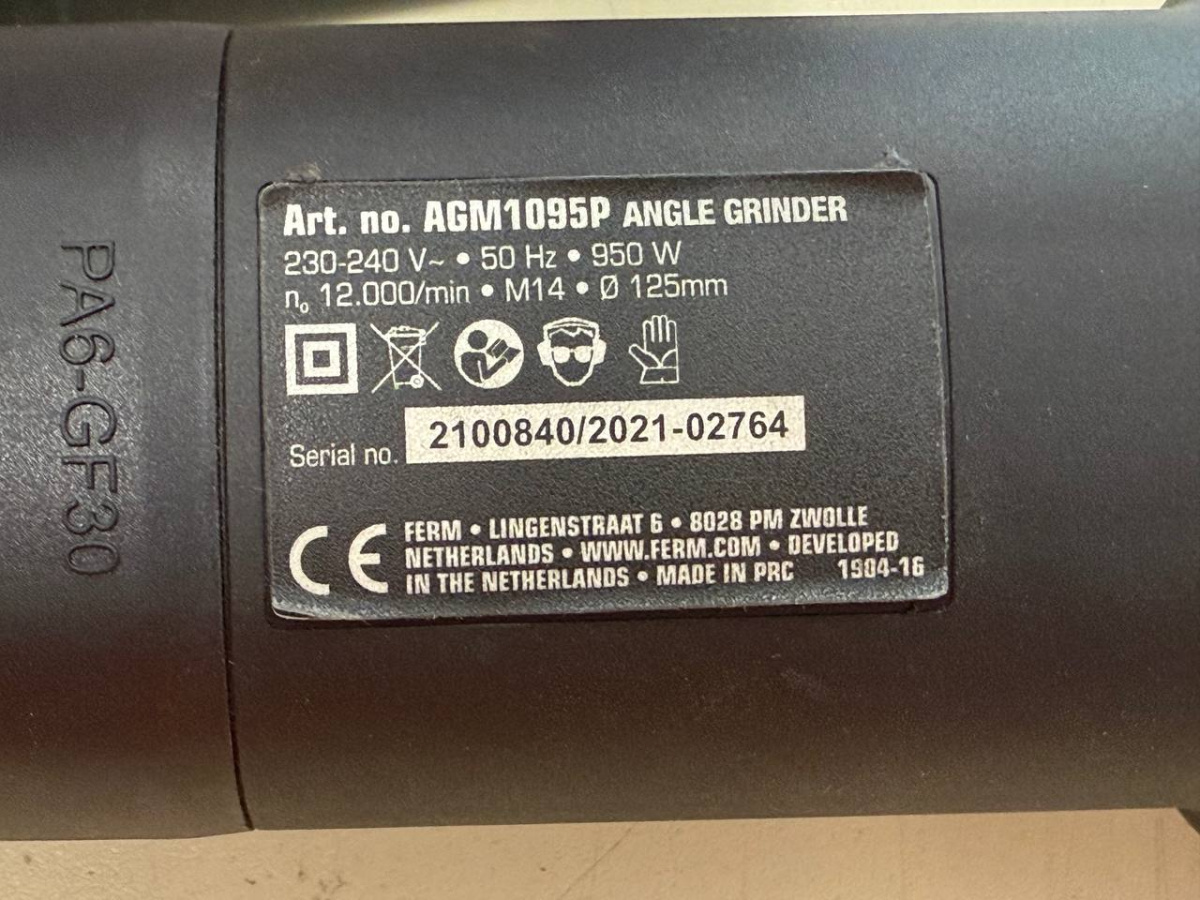 Art. no. AGM1095P ANGLE GRINDER
230-240 V~ • 50 Hz • 950 W
n₀ 12.000/min • M14 • Ø 125mm
Serial no. 2100840/2021-02764
CE
FERM • LINGENSTRAAT 6 • 8028 PM ZWOLLE
NETHERLANDS • WWW.FERM.COM • DEVELOPED
IN THE NETHERLANDS • MADE IN PRC 1904-16
PA6-GF30